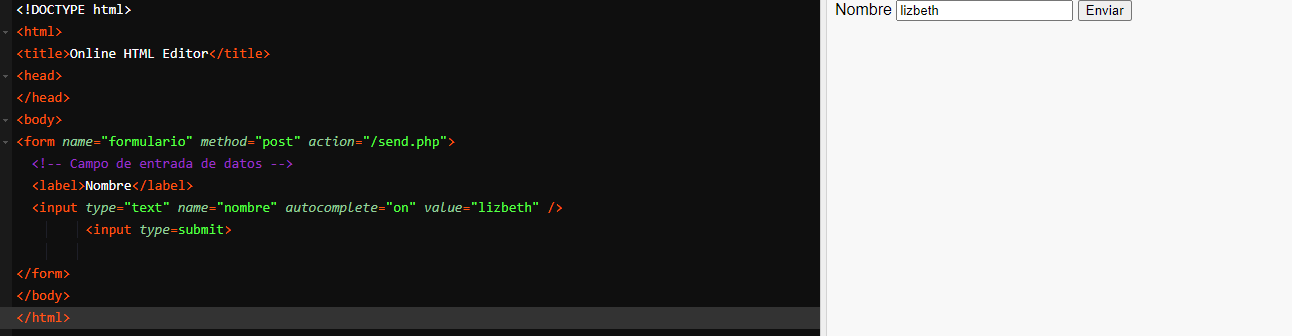 <!DOCTYPE html>
<html>
<title>Online HTML Editor</title>
<head>
</head>
<body>
<form name="formulario" method="post" action="/send.php">
<!-- Campo de entrada de datos -->
<label>Nombre</label>
<input type="text" name="nombre" autocomplete="on" value="lizbeth" />
<input type=submit>
</form>
</body>
</html>
Nombre lizbeth Enviar